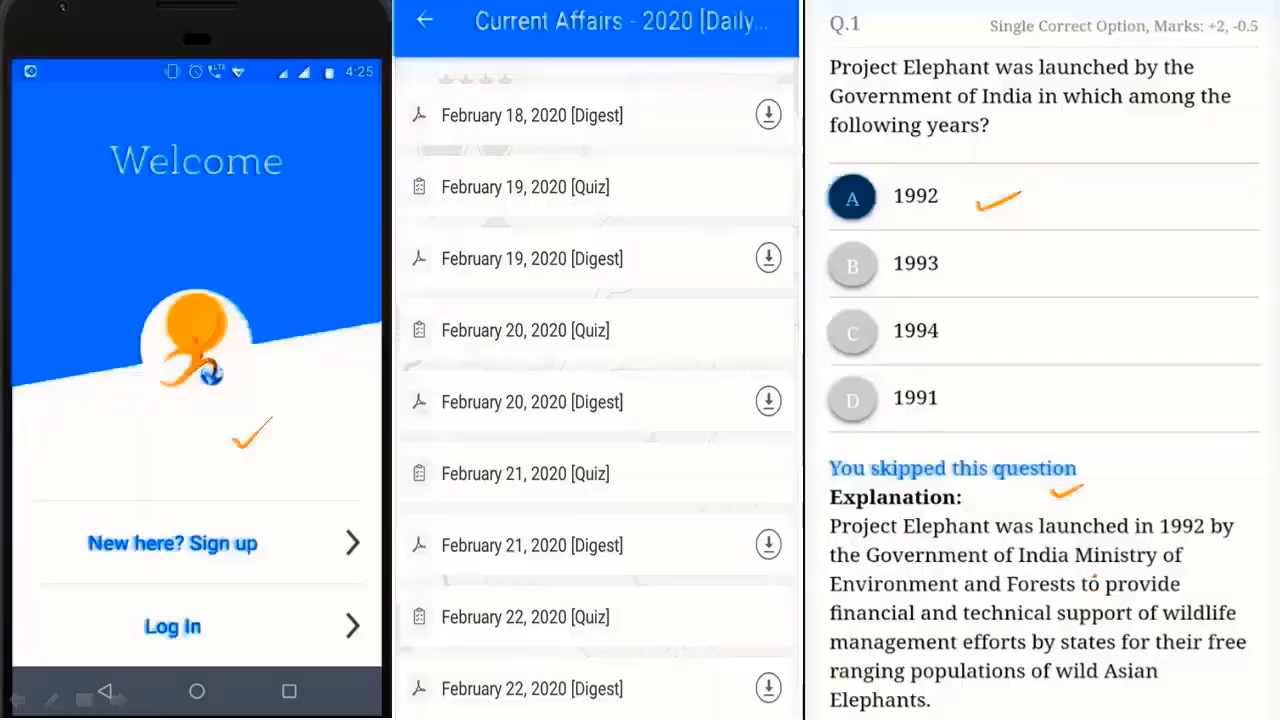 4:25
Welcome
New here? Sign up
Log In
Current Affairs - 2020 [Daily...
February 18, 2020 [Digest]
February 19, 2020 [Quiz]
February 19, 2020 [Digest]
February 20, 2020 [Quiz]
February 20, 2020 [Digest]
February 21, 2020 [Quiz]
February 21, 2020 [Digest]
February 22, 2020 [Quiz]
February 22, 2020 [Digest]
Q.1
Single Correct Option, Marks: +2, -0.5
Project Elephant was launched by the
Government of India in which among the
following years?
A 1992
B 1993
C 1994
D 1991
You skipped this question
Explanation:
Project Elephant was launched in 1992 by
the Government of India Ministry of
Environment and Forests to provide
financial and technical support of wildlife
management efforts by states for their free
ranging populations of wild Asian
Elephants.